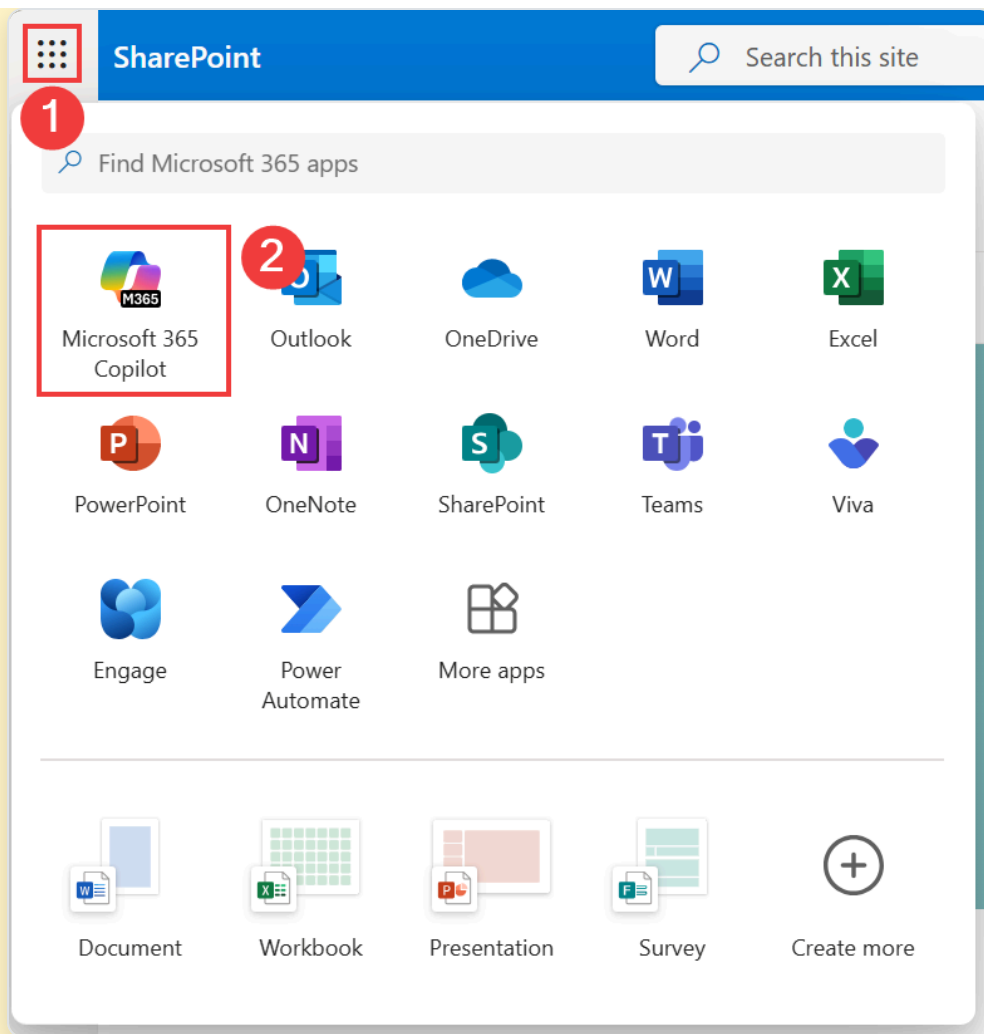 SharePoint
Search this site
1
Find Microsoft 365 apps
2
M365
O
W
X
Microsoft 365
Copilot
Outlook
OneDrive
Word
Excel
P
N
S
T
PowerPoint
OneNote
SharePoint
Teams
Viva
Engage
Power
Automate
More apps
W
X
P
F
Document
Workbook
Presentation
Survey
Create more